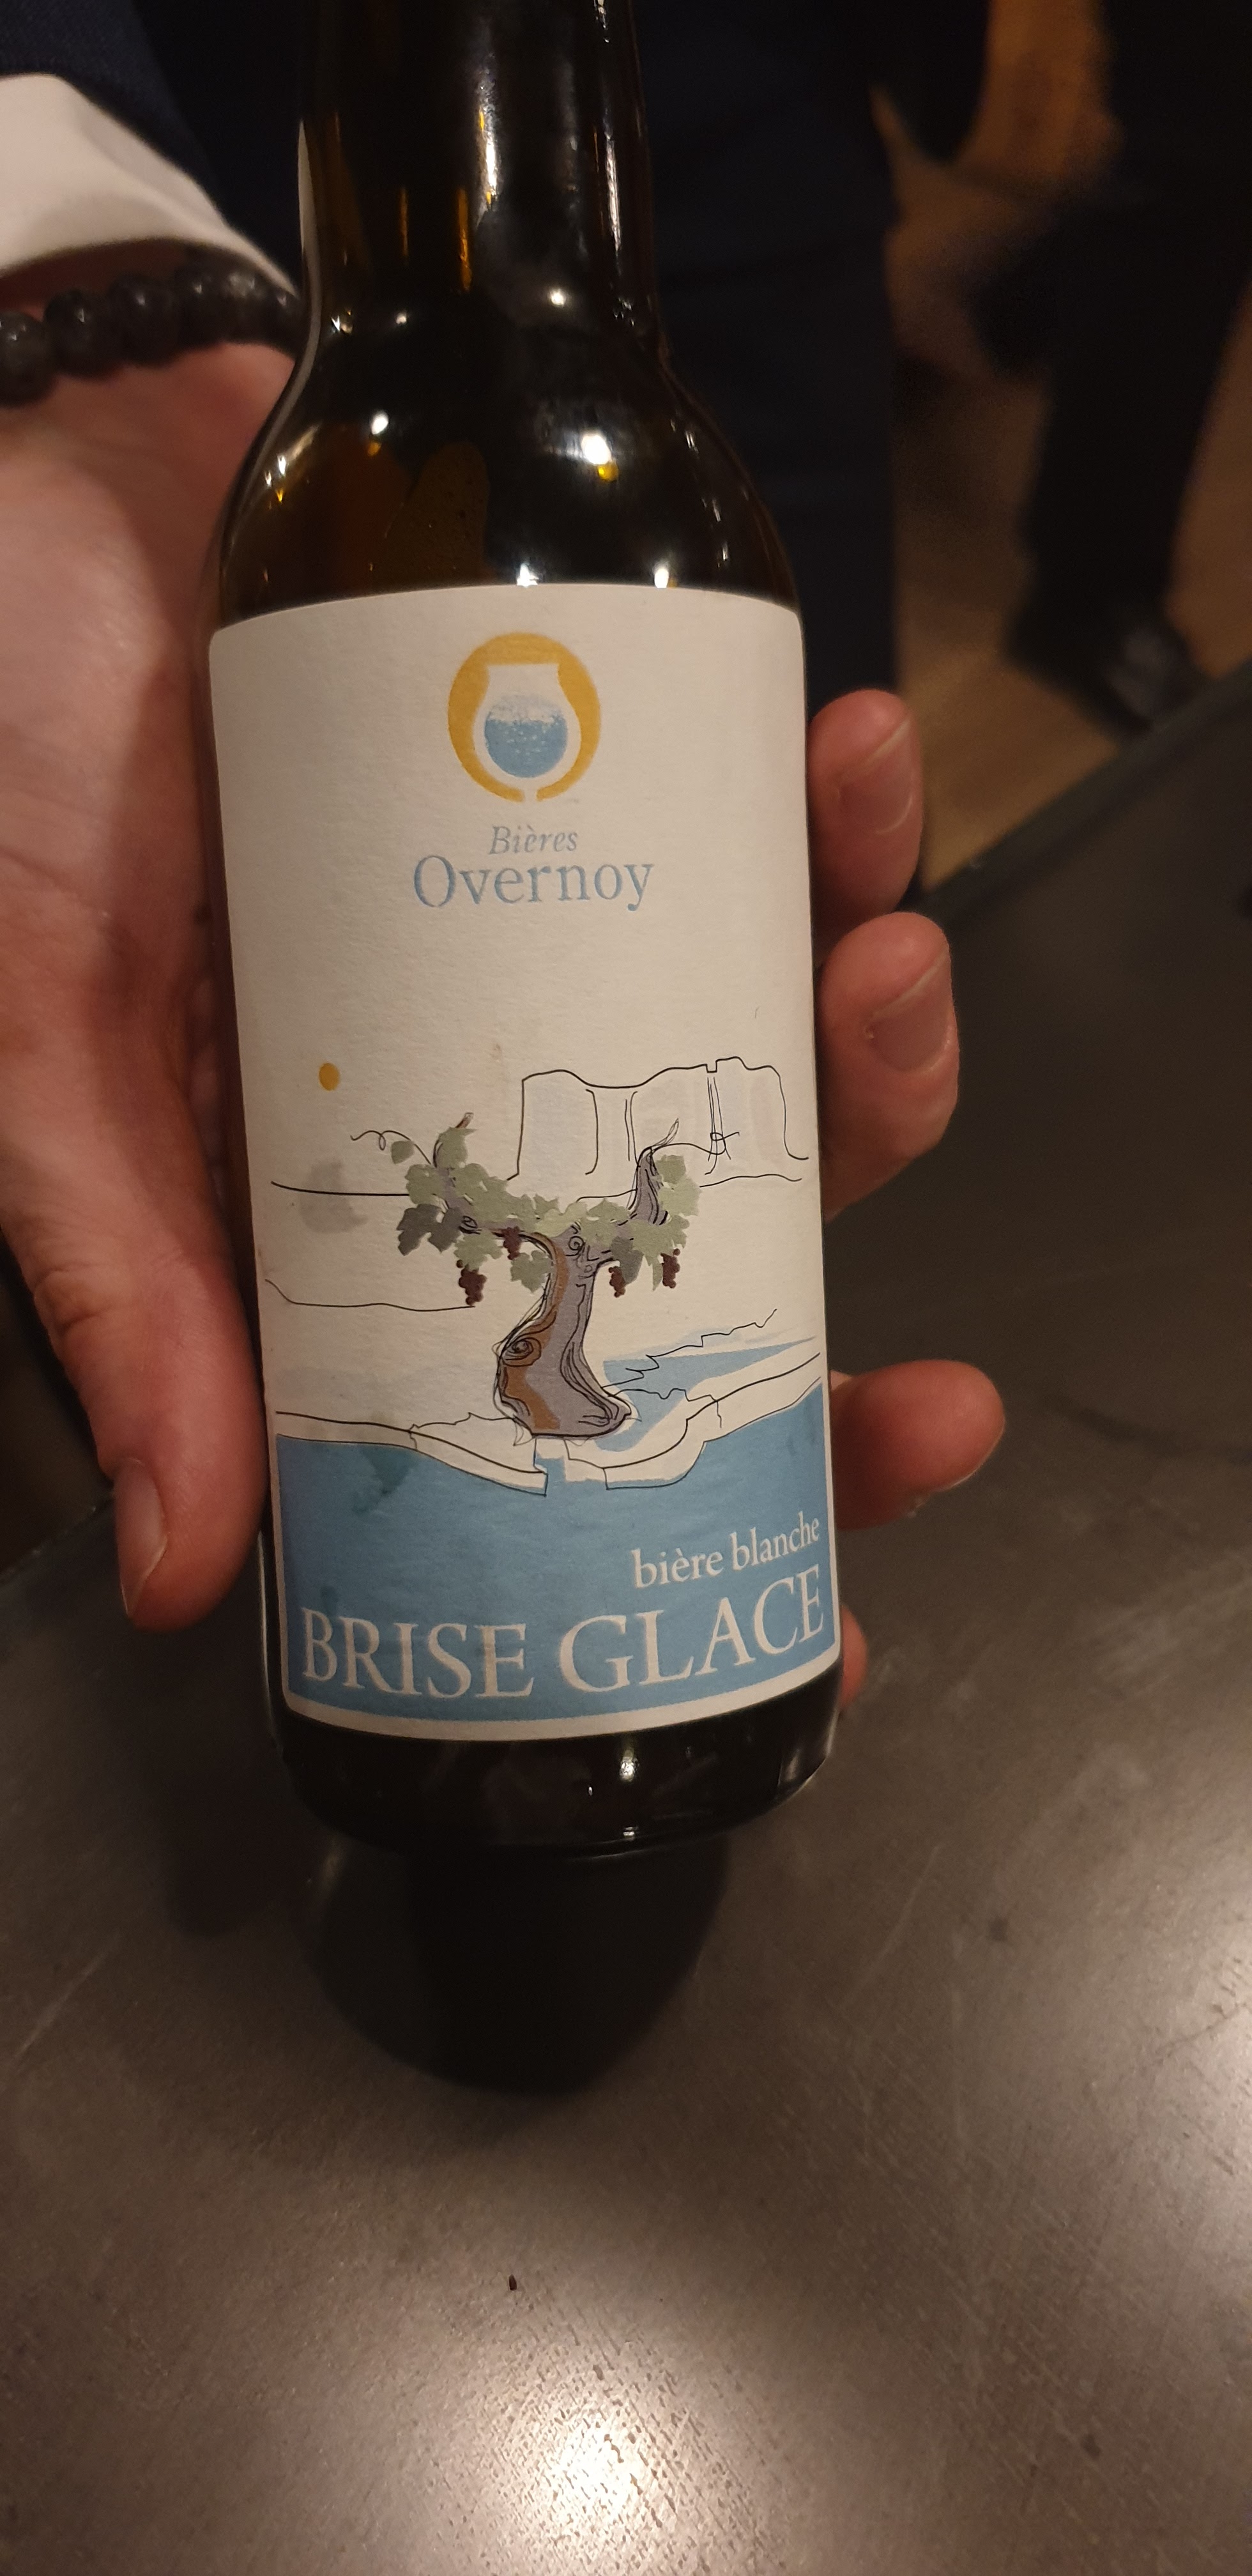 Bières
Overnoy
bière blanche
BRISE GLACE